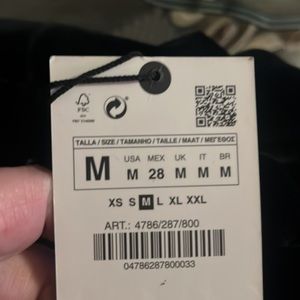 FSC
TALLA / SIZE / TAMANHO / TAILLE / MAAT / ΜΕΓΕΘΟΣ
M
USA MEX UK IT BR
M 28 M M M
XS S M L XL XXL
ART.: 4786/287/800
04786287800033